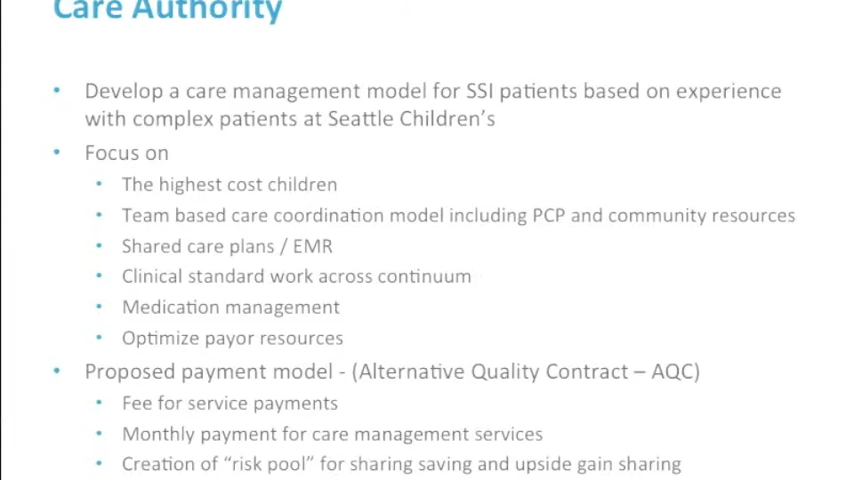 Care Authority
• Develop a care management model for SSI patients based on experience
with complex patients at Seattle Children's
• Focus on
• The highest cost children
• Team based care coordination model including PCP and community resources
• Shared care plans / EMR
• Clinical standard work across continuum
• Medication management
• Optimize payor resources
• Proposed payment model - (Alternative Quality Contract – AQC)
• Fee for service payments
• Monthly payment for care management services
• Creation of “risk pool” for sharing saving and upside gain sharing